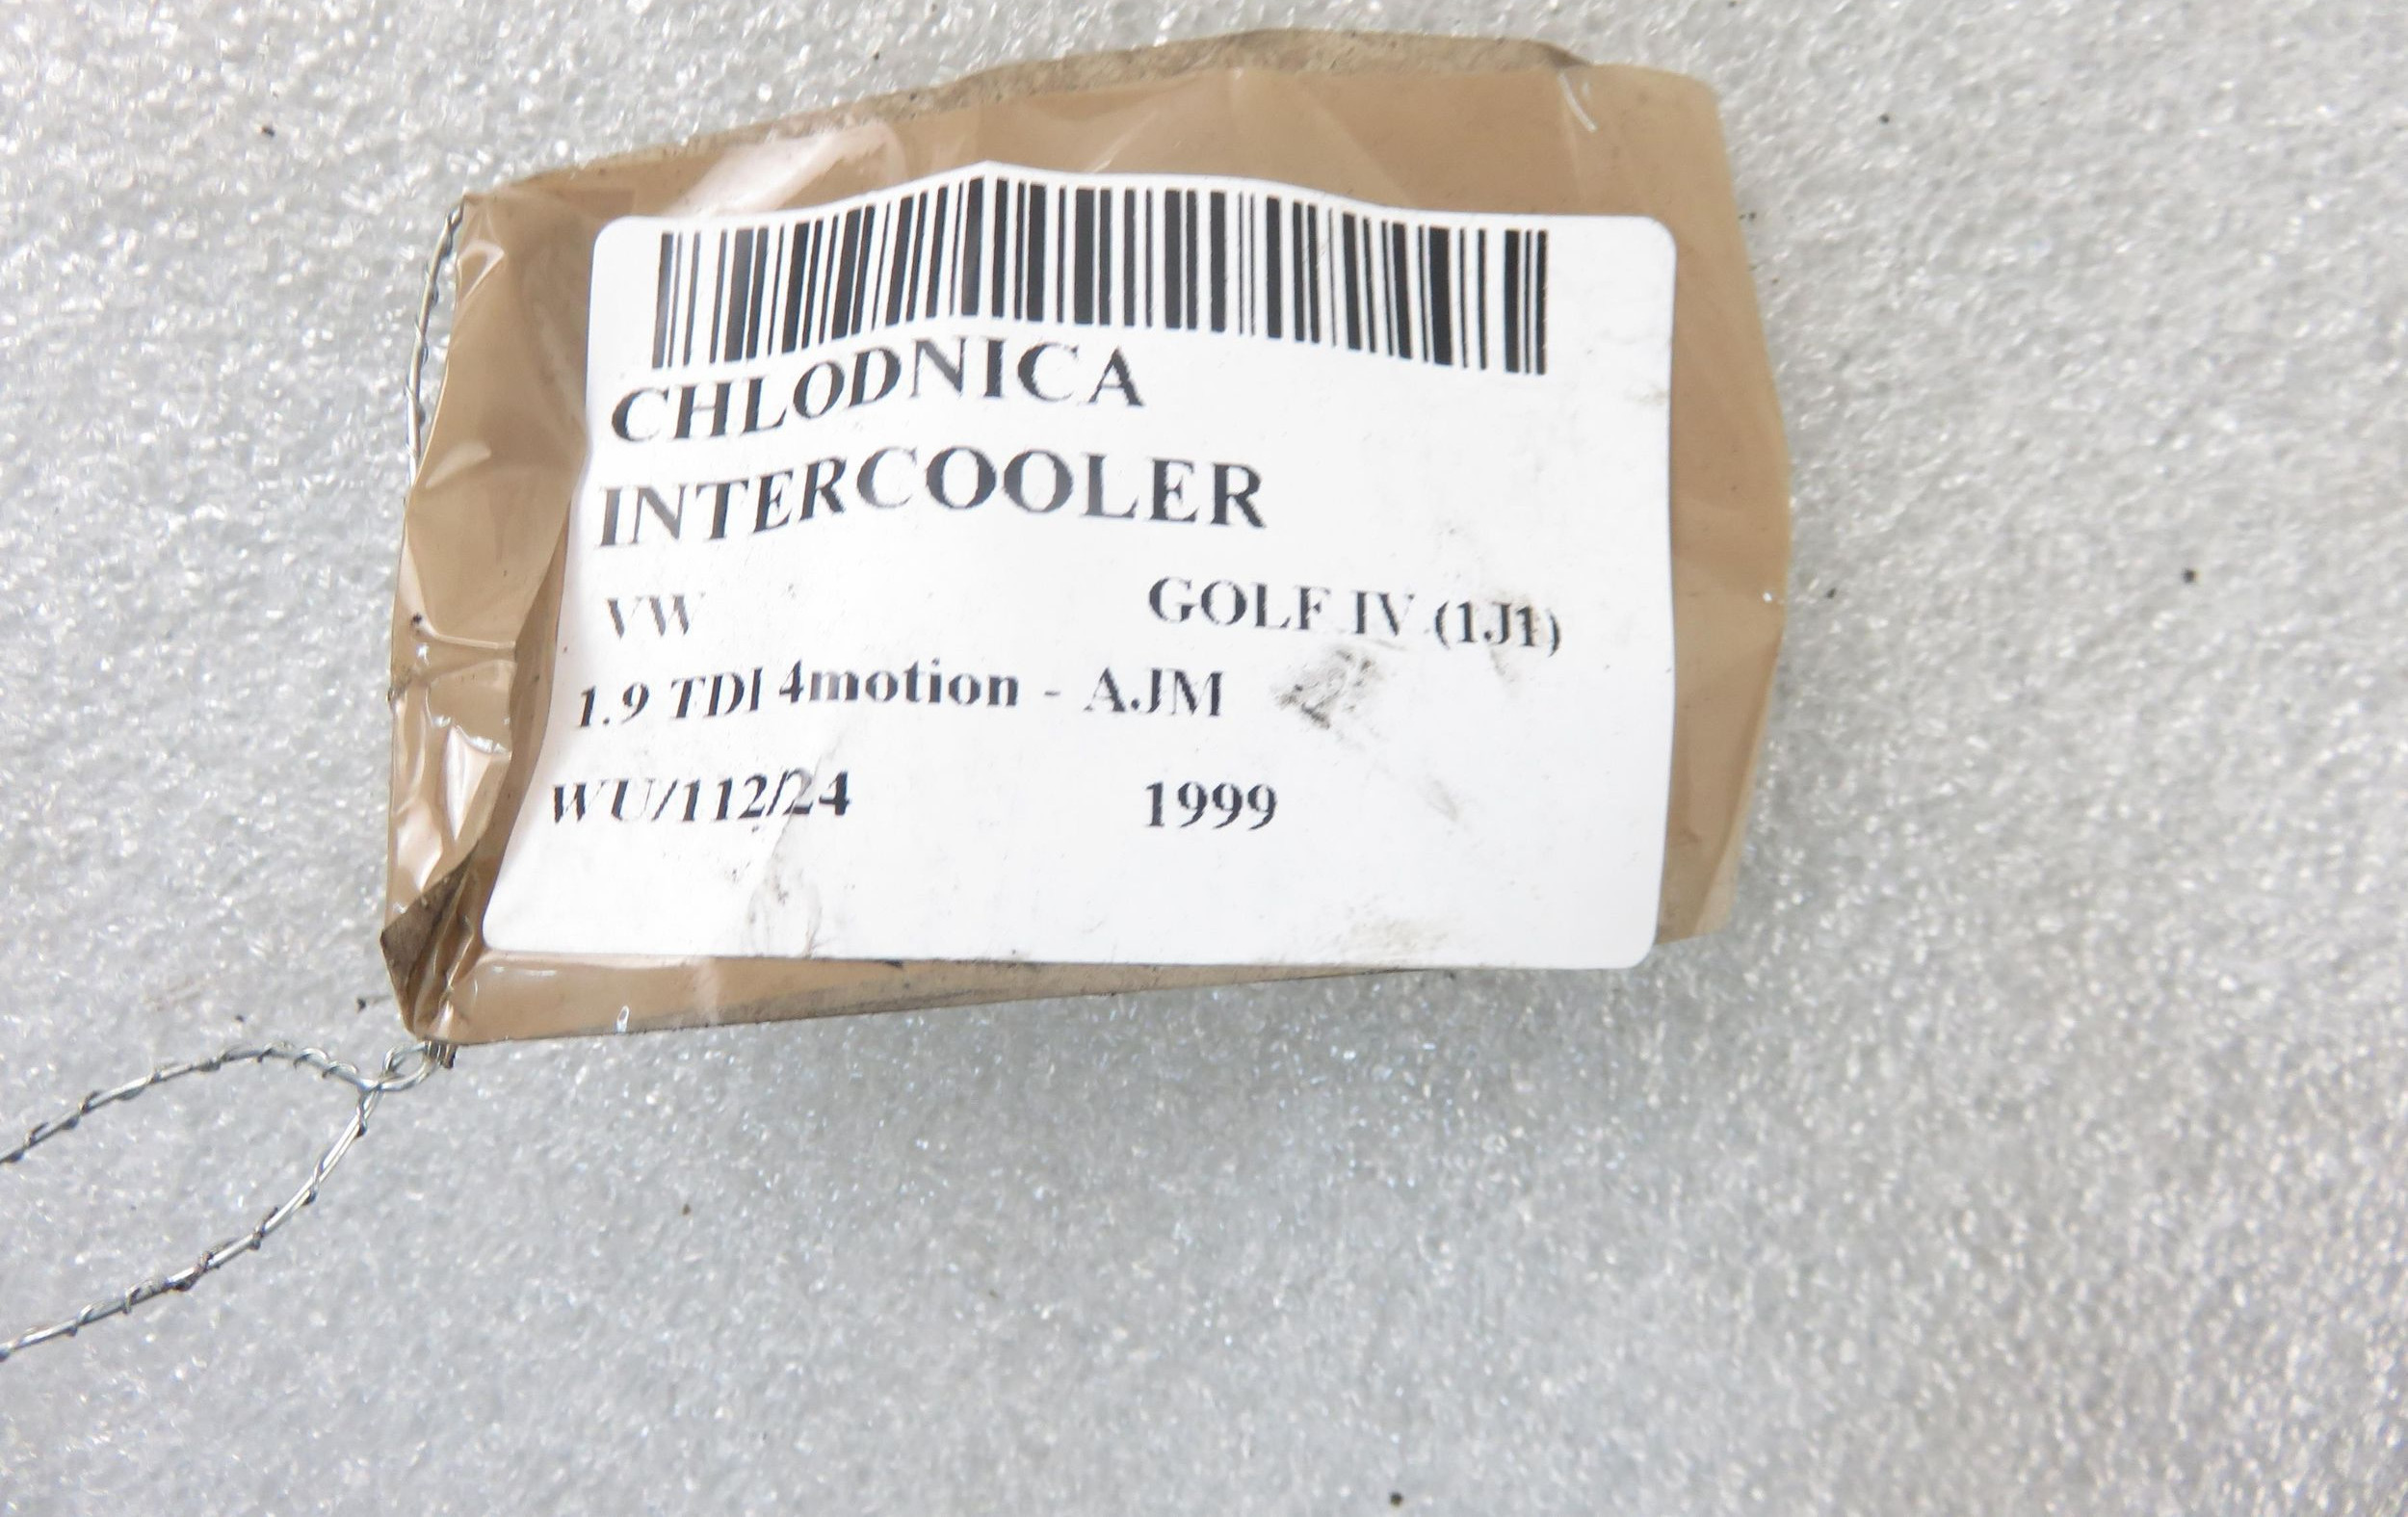 CHLODNICA
INTERCOOLER
VW GOLF IV (1J1)
1.9 TDI 4motion - AJM
WU/112/24 1999